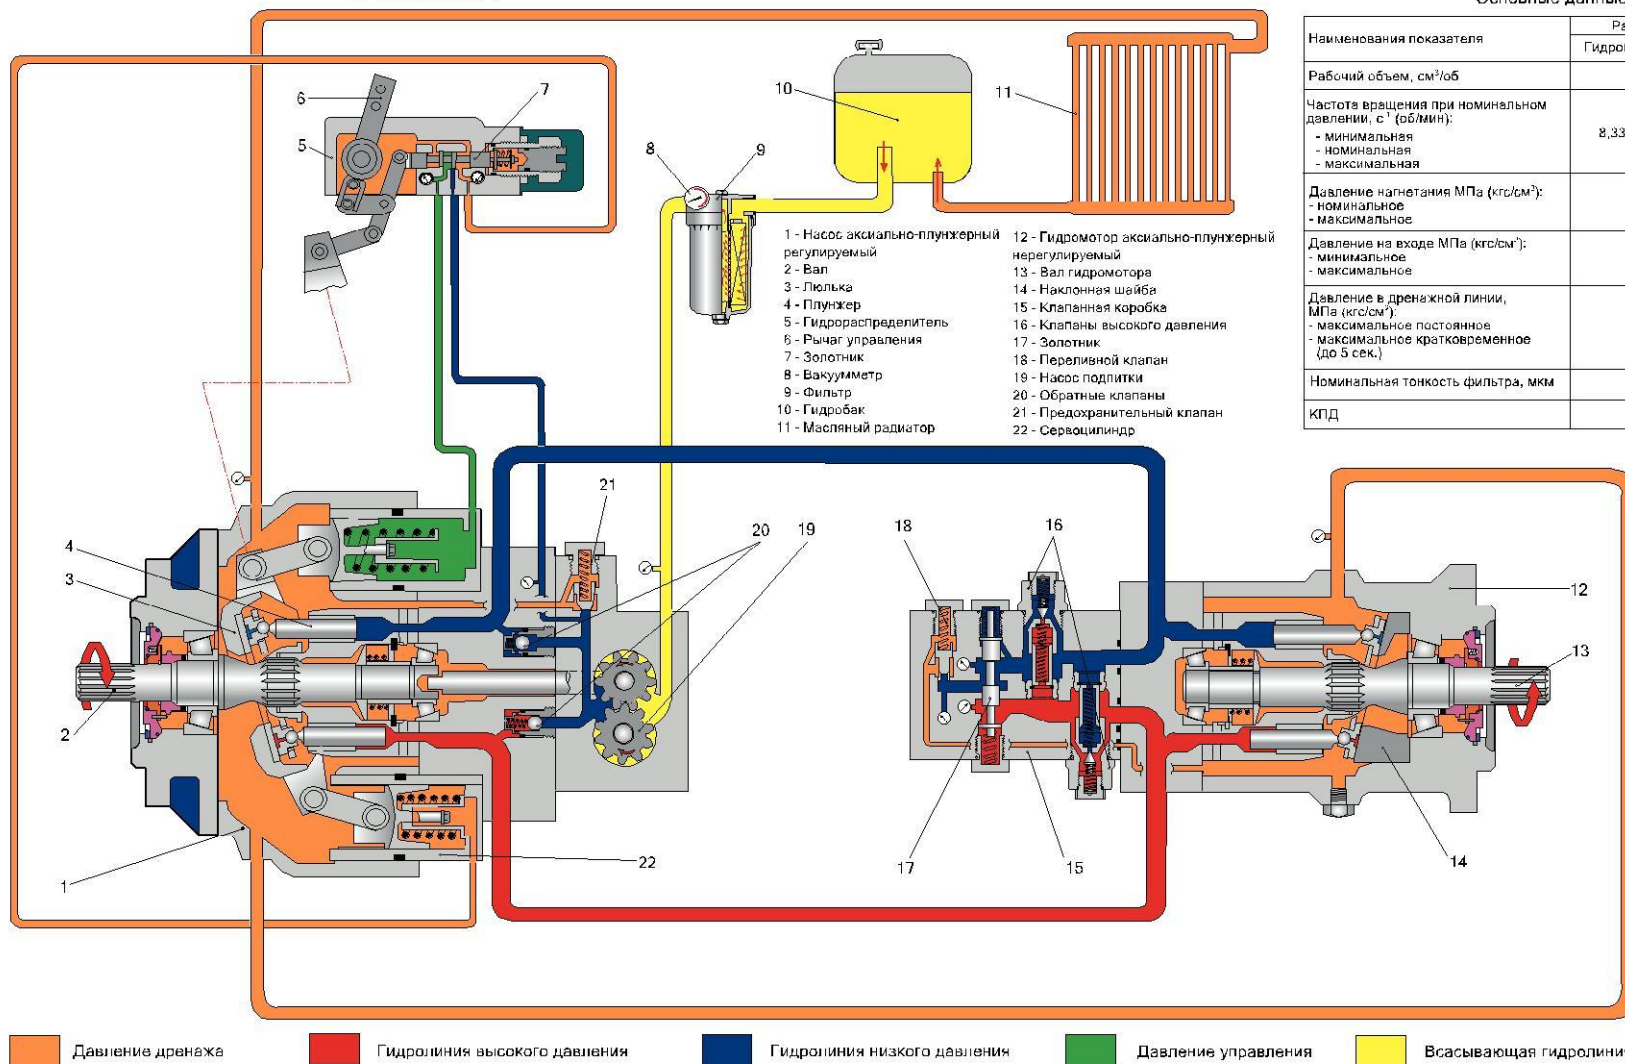 Основные данные
Наименования показателя
Ра
Гидро
Рабочий объем, см³/об
Частота вращения при номинальном
давлении, с⁻¹ (об/мин):
- минимальная
- номинальная
- максимальная
8,33
Давление нагнетания МПа (кгс/см²):
- номинальное
- максимальное
Давление на входе МПа (кгс/см²):
- минимальное
- максимальное
Давление в дренажной линии,
МПа (кгс/см²):
- максимальное постоянное
- максимальное кратковременное
(до 5 сек.)
Номинальная тонкость фильтра, мкм
КПД
6
7
5
8
9
10
11
1 - Насос аксиально-плунжерный
регулируемый
2 - Вал
3 - Люлька
4 - Плунжер
5 - Гидрораспределитель
6 - Рычаг управления
7 - Золотник
8 - Вакуумметр
9 - Фильтр
10 - Гидробак
11 - Масляный радиатор
12 - Гидромотор аксиально-плунжерный
нерегулируемый
13 - Вал гидромотора
14 - Наклонная шайба
15 - Клапанная коробка
16 - Клапаны высокого давления
17 - Золотник
18 - Переливной клапан
19 - Насос подпитки
20 - Обратные клапаны
21 - Предохранительный клапан
22 - Сервоцилиндр
21
20
19
18
16
4
3
12
13
2
1
22
17
15
14
Давление дренажа
Гидролиния высокого давления
Гидролиния низкого давления
Давление управления
Всасывающая гидролини